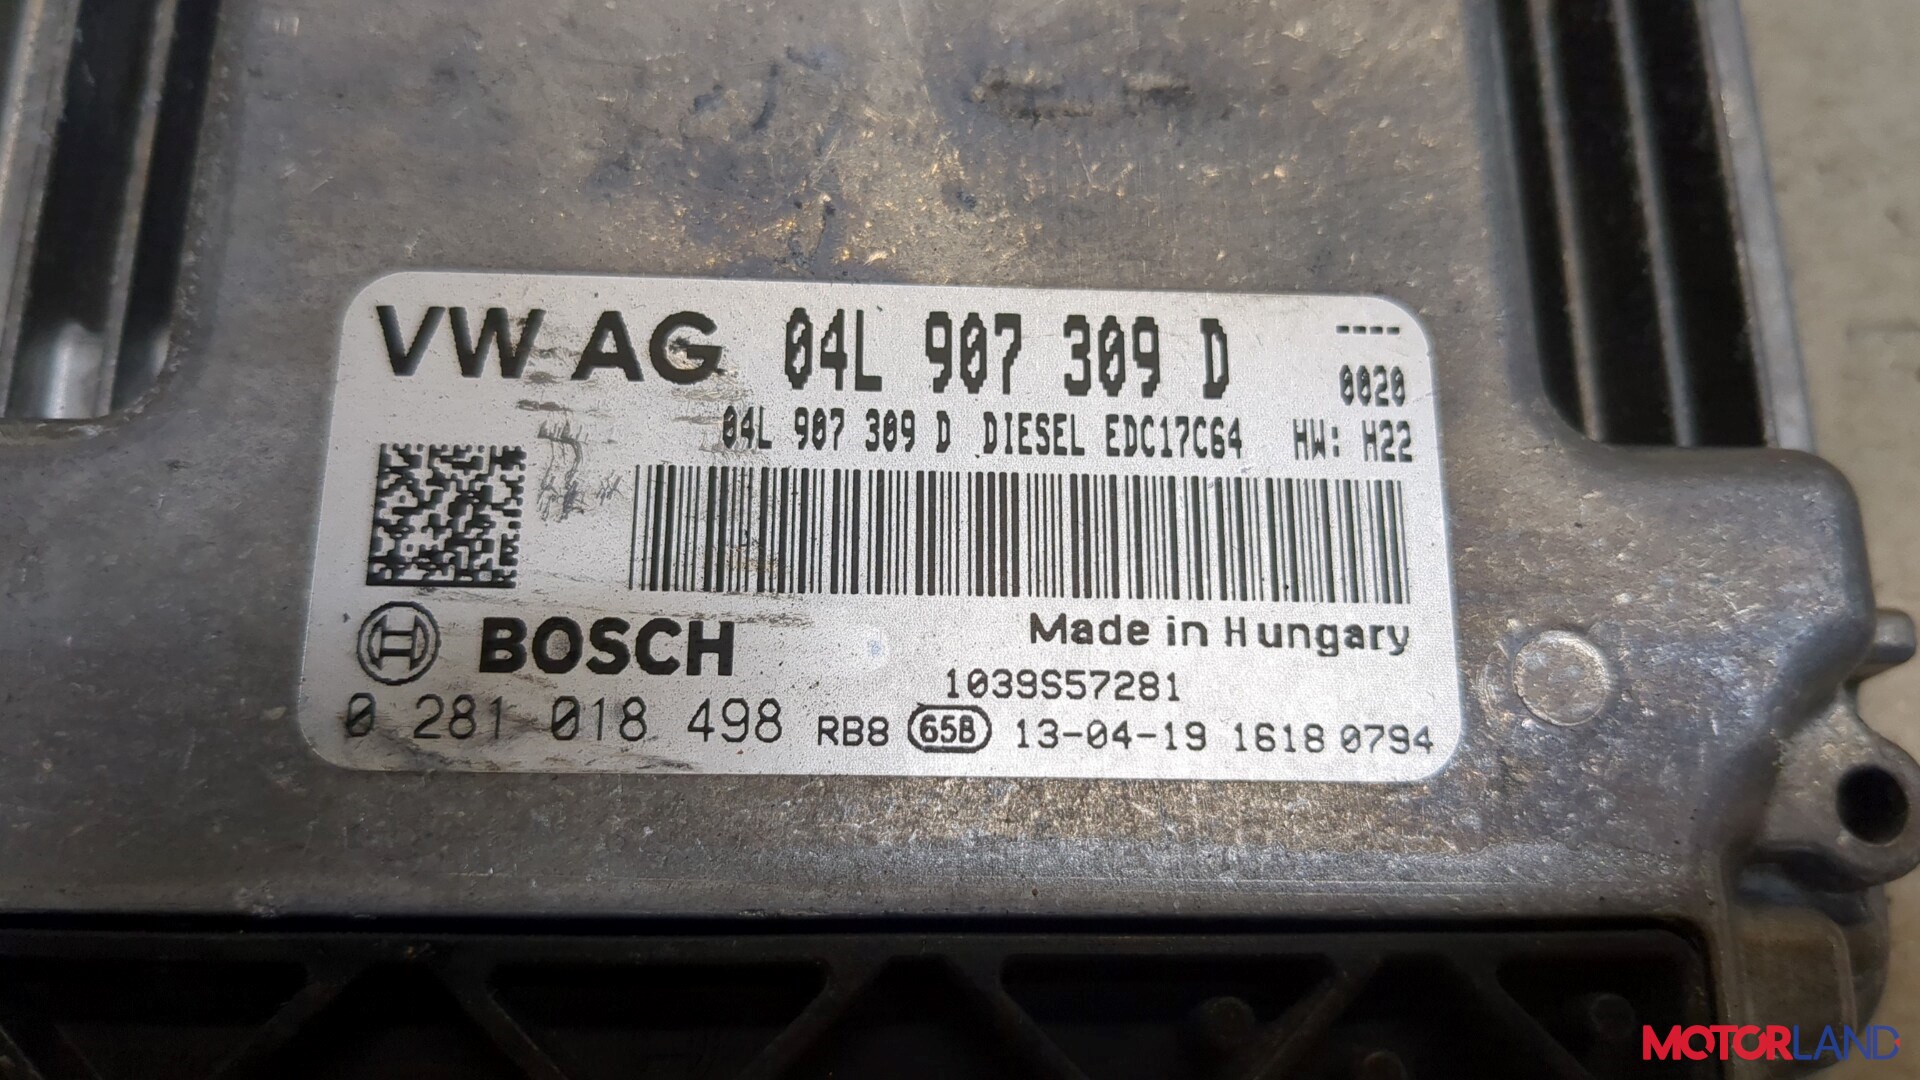 VW AG 04L 907 309 D ----
0020
04L 907 309 D DIESEL EDC17C64 HW: H22
BOSCH Made in Hungary
1039S57281
0 281 018 498 RB8 65B 13-04-19 1618 0794
MOTORLAND